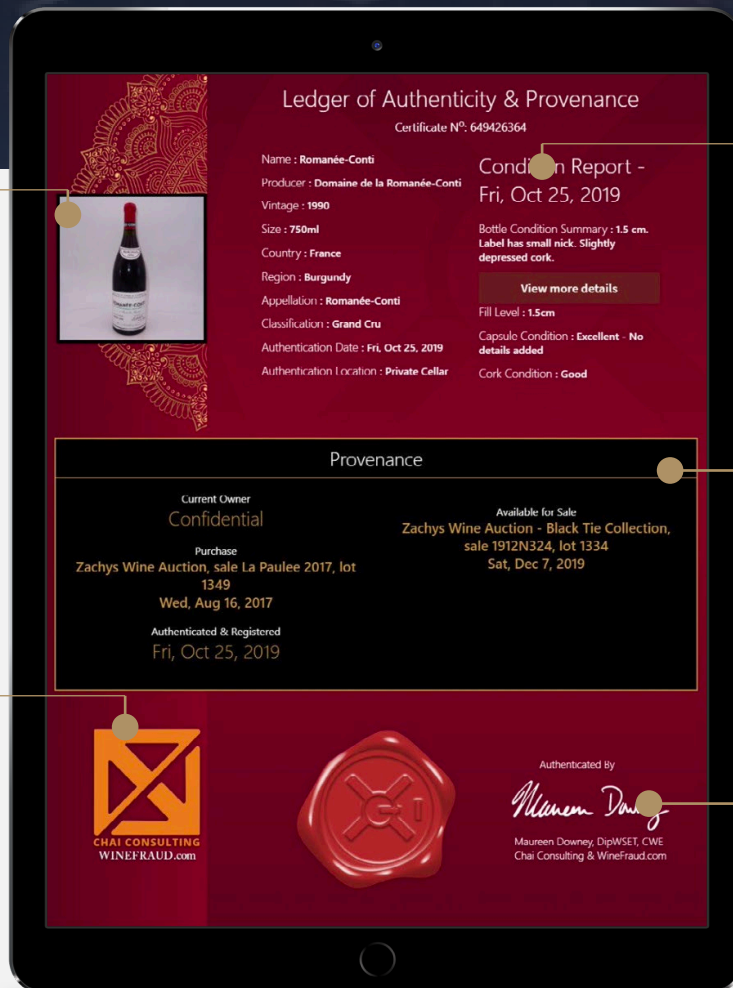 Ledger of Authenticity & Provenance
Certificate Nº: 649426364
Name : Romanée-Conti
Producer : Domaine de la Romanée-Conti
Vintage : 1990
Size : 750ml
Country : France
Region : Burgundy
Appellation : Romanée-Conti
Classification : Grand Cru
Authentication Date : Fri, Oct 25, 2019
Authentication Location : Private Cellar
Condition Report -
Fri, Oct 25, 2019
Bottle Condition Summary : 1.5 cm.
Label has small nick. Slightly
depressed cork.
View more details
Fill Level : 1.5cm
Capsule Condition : Excellent - No
details added
Cork Condition : Good
Provenance
Current Owner
Confidential
Purchase
Zachys Wine Auction, sale La Paulee 2017, lot
1349
Wed, Aug 16, 2017
Authenticated & Registered
Fri, Oct 25, 2019
Available for Sale
Zachys Wine Auction - Black Tie Collection,
sale 1912N324, lot 1334
Sat, Dec 7, 2019
CHAI CONSULTING
WINEFRAUD.com
Authenticated By
Maureen Downey
Maureen Downey, DipWSET, CWE
Chai Consulting & WineFraud.com